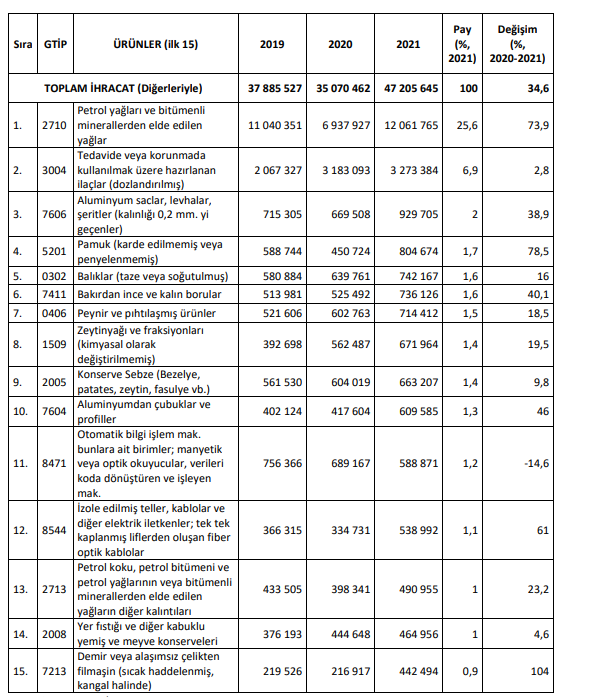 Sıra GTİP ÜRÜNLER (ilk 15) 2019 2020 2021 Pay (%, 2021) Değişim (%, 2020-2021)
TOPLAM İHRACAT (Diğerleriyle) 37 885 527 35 070 462 47 205 645 100 34,6
1. 2710 Petrol yağları ve bitümenli
minerallerden elde edilen
yağlar 11 040 351 6 937 927 12 061 765 25,6 73,9
2. 3004 Tedavide veya korunmada
kullanılmak üzere hazırlanan
ilaçlar (dozlandırılmış) 2 067 327 3 183 093 3 273 384 6,9 2,8
3. 7606 Aluminyum saclar, levhalar,
şeritler (kalınlığı 0,2 mm. yi
geçenler) 715 305 669 508 929 705 2 38,9
4. 5201 Pamuk (karde edilmemiş veya
penyelenmemiş) 588 744 450 724 804 674 1,7 78,5
5. 0302 Balıklar (taze veya soğutulmuş) 580 884 639 761 742 167 1,6 16
6. 7411 Bakırdan ince ve kalın borular 513 981 525 492 736 126 1,6 40,1
7. 0406 Peynir ve pıhtılaşmış ürünler 521 606 602 763 714 412 1,5 18,5
8. 1509 Zeytinyağı ve fraksiyonları
(kimyasal olarak
değiştirilmemiş) 392 698 562 487 671 964 1,4 19,5
9. 2005 Konserve Sebze (Bezelye,
patates, zeytin, fasulye vb.) 561 530 604 019 663 207 1,4 9,8
10. 7604 Aluminyumdan çubuklar ve
profiller 402 124 417 604 609 585 1,3 46
11. 8471 Otomatik bilgi işlem mak.
bunlara ait birimler; manyetik
veya optik okuyucular, verileri
koda dönüştüren ve işleyen
mak. 756 366 689 167 588 871 1,2 -14,6
12. 8544 İzole edilmiş teller, kablolar ve
diğer elektrik iletkenler; tek tek
kaplanmış liflerden oluşan fiber
optik kablolar 366 315 334 731 538 992 1,1 61
13. 2713 Petrol koku, petrol bitümeni ve
petrol yağlarının veya bitümenli
minerallerden elde edilen
yağların diğer kalıntıları 433 505 398 341 490 955 1 23,2
14. 2008 Yer fıstığı ve diğer kabuklu
yemiş ve meyve konserveleri 376 193 444 648 464 956 1 4,6
15. 7213 Demir veya alaşımsız çelikten
filmaşin (sıcak haddelenmiş,
kangal halinde) 219 526 216 917 442 494 0,9 104